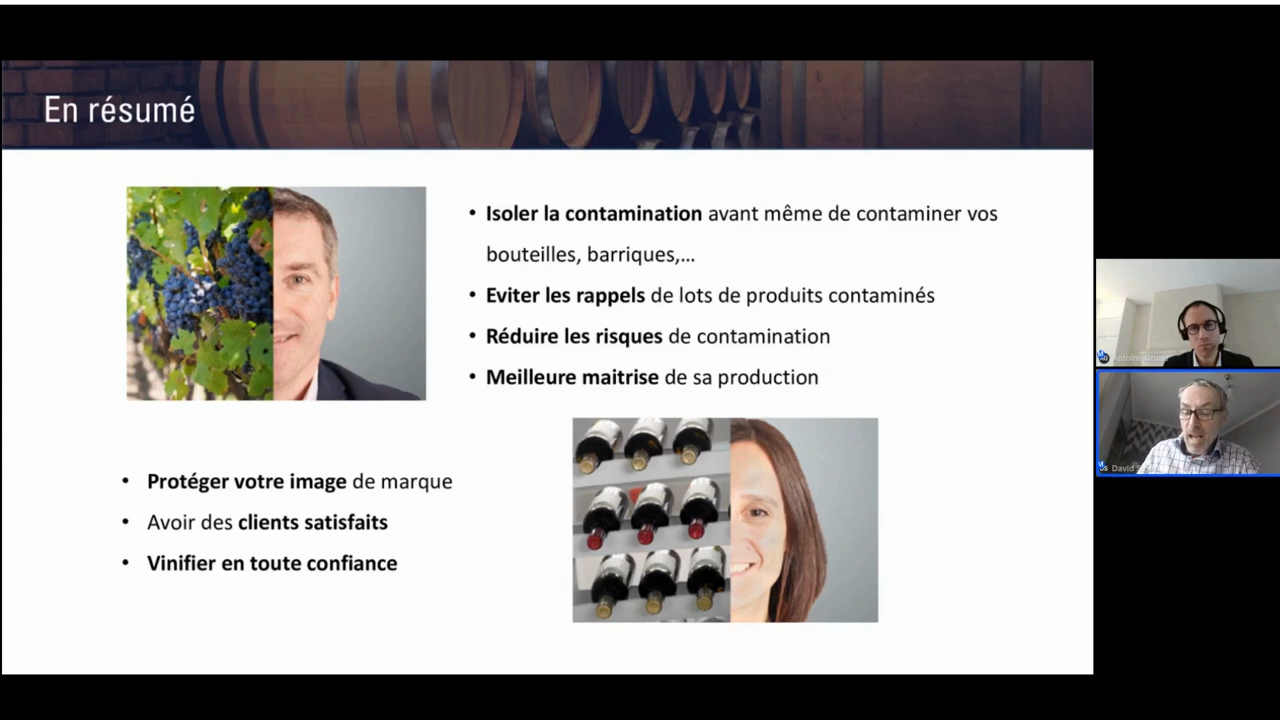 En résumé
• Isoler la contamination avant même de contaminer vos
bouteilles, barriques,...
• Eviter les rappels de lots de produits contaminés
• Réduire les risques de contamination
• Meilleure maitrise de sa production
• Protéger votre image de marque
• Avoir des clients satisfaits
• Vinifier en toute confiance
Antoine
David